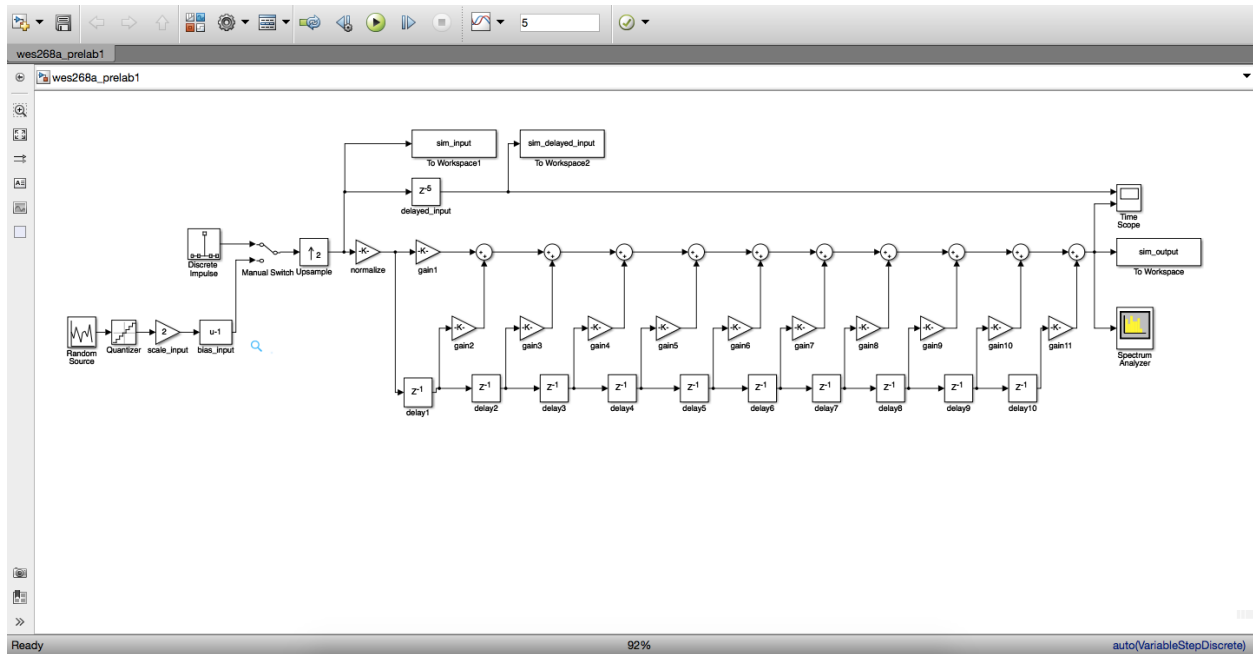 5
wes268a_prelab1
wes268a_prelab1
sim_input
To Workspace1
sim_delayed_input
To Workspace2
z-5
delayed_input
Time
Scope
Discrete
Impulse
Manual Switch
2
Upsample
-K-
normalize
-K-
gain1
sim_output
To Workspace
Random
Source
Quantizer
2
scale_input
u-1
bias_input
-K-
gain2
-K-
gain3
-K-
gain4
-K-
gain5
-K-
gain6
-K-
gain7
-K-
gain8
-K-
gain9
-K-
gain10
-K-
gain11
Spectrum
Analyzer
z-1
delay1
z-1
delay2
z-1
delay3
z-1
delay4
z-1
delay5
z-1
delay6
z-1
delay7
z-1
delay8
z-1
delay9
z-1
delay10
Ready
92%
auto(VariableStepDiscrete)